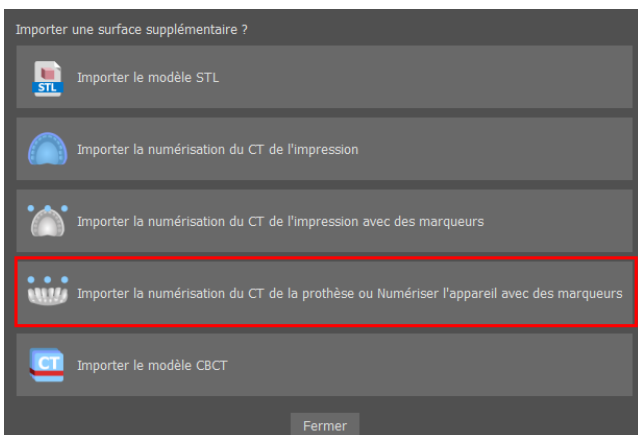 Importer une surface supplémentaire ?
STL
Importer le modèle STL
Importer la numérisation du CT de l'impression
Importer la numérisation du CT de l'impression avec des marqueurs
Importer la numérisation du CT de la prothèse ou Numériser l'appareil avec des marqueurs
CT
Importer le modèle CBCT
Fermer